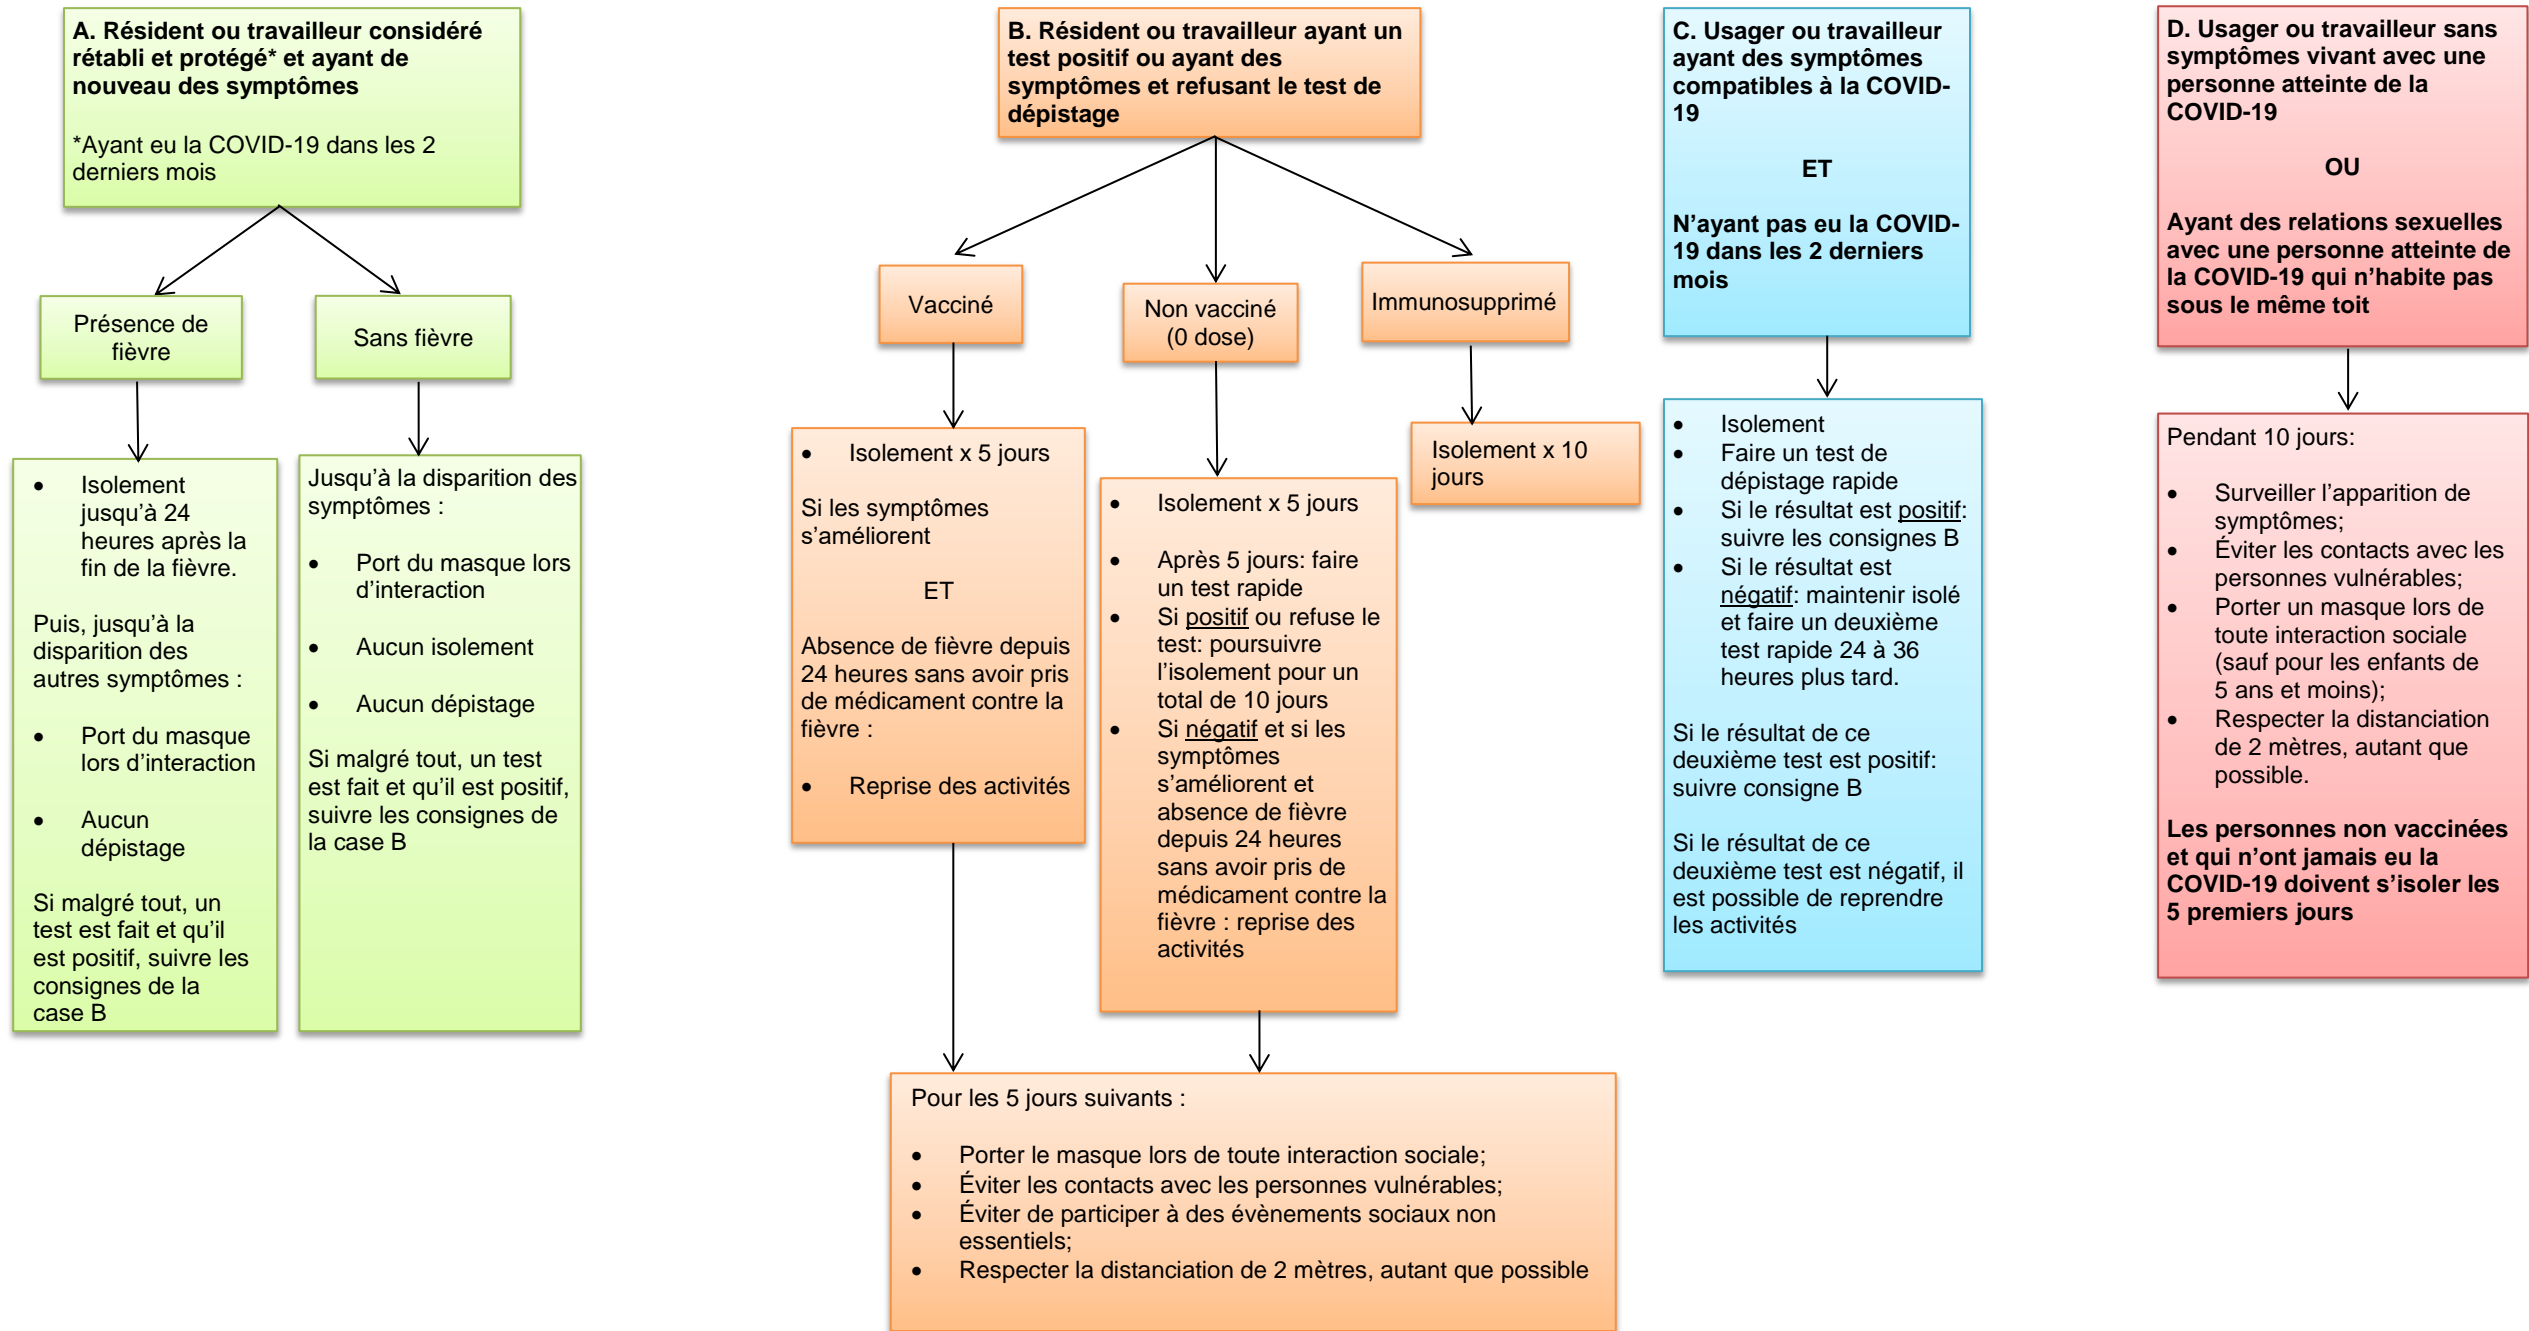 A. Résident ou travailleur considéré
rétabli et protégé* et ayant de
nouveau des symptômes
*Ayant eu la COVID-19 dans les 2
derniers mois
Présence de
fièvre
Sans fièvre
• Isolement
jusqu’à 24
heures après la
fin de la fièvre.
Puis, jusqu’à la
disparition des
autres symptômes :
• Port du masque
lors d’interaction
• Aucun
dépistage
Si malgré tout, un
test est fait et qu’il
est positif, suivre les
consignes de la
case B
Jusqu’à la disparition des
symptômes :
• Port du masque lors
d’interaction
• Aucun isolement
• Aucun dépistage
Si malgré tout, un test
est fait et qu’il est positif,
suivre les consignes de
la case B
B. Résident ou travailleur ayant un
test positif ou ayant des
symptômes et refusant le test de
dépistage
Vacciné
Non vacciné
(0 dose)
Immunosupprimé
• Isolement x 5 jours
Si les symptômes
s’améliorent
ET
Absence de fièvre depuis
24 heures sans avoir pris
de médicament contre la
fièvre :
• Reprise des activités
• Isolement x 5 jours
• Après 5 jours: faire
un test rapide
• Si positif ou refuse le
test: poursuivre
l’isolement pour un
total de 10 jours
• Si négatif et si les
symptômes
s’améliorent et
absence de fièvre
depuis 24 heures
sans avoir pris de
médicament contre la
fièvre : reprise des
activités
Isolement x 10
jours
Pour les 5 jours suivants :
• Porter le masque lors de toute interaction sociale;
• Éviter les contacts avec les personnes vulnérables;
• Éviter de participer à des évènements sociaux non
essentiels;
• Respecter la distanciation de 2 mètres, autant que possible
C. Usager ou travailleur
ayant des symptômes
compatibles à la COVID-
19
ET
N’ayant pas eu la COVID-
19 dans les 2 derniers
mois
• Isolement
• Faire un test de
dépistage rapide
• Si le résultat est positif:
suivre les consignes B
• Si le résultat est
négatif: maintenir isolé
et faire un deuxième
test rapide 24 à 36
heures plus tard.
Si le résultat de ce
deuxième test est positif:
suivre consigne B
Si le résultat de ce
deuxième test est négatif, il
est possible de reprendre
les activités
D. Usager ou travailleur sans
symptômes vivant avec une
personne atteinte de la
COVID-19
OU
Ayant des relations sexuelles
avec une personne atteinte de
la COVID-19 qui n’habite pas
sous le même toit
Pendant 10 jours:
• Surveiller l’apparition de
symptômes;
• Éviter les contacts avec les
personnes vulnérables;
• Porter un masque lors de
toute interaction sociale
(sauf pour les enfants de
5 ans et moins);
• Respecter la distanciation
de 2 mètres, autant que
possible.
Les personnes non vaccinées
et qui n’ont jamais eu la
COVID-19 doivent s’isoler les
5 premiers jours